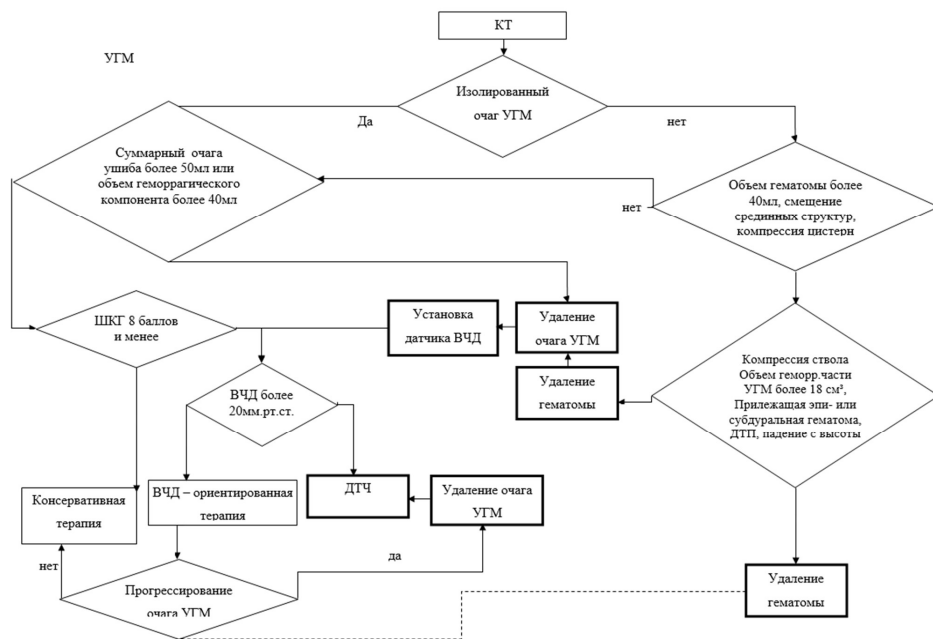 КТ
УГМ
Изолированный
очаг УГМ
Да
нет
Суммарный очага
ушиба более 50мл или
объем геморрагического
компонента более 40мл
Объем гематомы более
40мл, смещение
срединных структур,
компрессия цистерн
нет
ШКГ 8 баллов
и менее
Установка
датчика ВЧД
Удаление
очага УГМ
Удаление
гематомы
Компрессия ствола
Объем геморр.части
УГМ более 18 см³,
Прилежащая эпи- или
субдуральная гематома,
ДТП, падение с высоты
ВЧД более
20мм.рт.ст.
Консервативная
терапия
ВЧД – ориентированная
терапия
ДТЧ
Удаление очага
УГМ
нет
да
Прогрессирование
очага УГМ
Удаление
гематомы